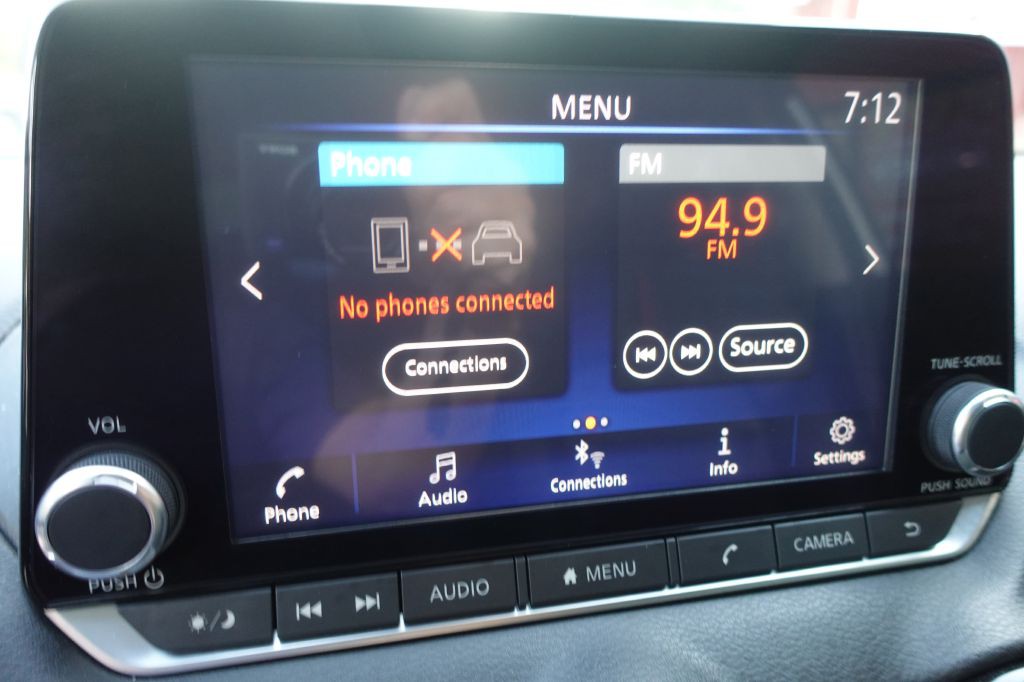 MENU
7:12
Phone
FM
94.9
FM
No phones connected
Connections
Source
TUNE·SCROLL
VOL
Phone
Audio
Connections
Info
Settings
PUSH SOUND
PUSH
AUDIO
MENU
CAMERA